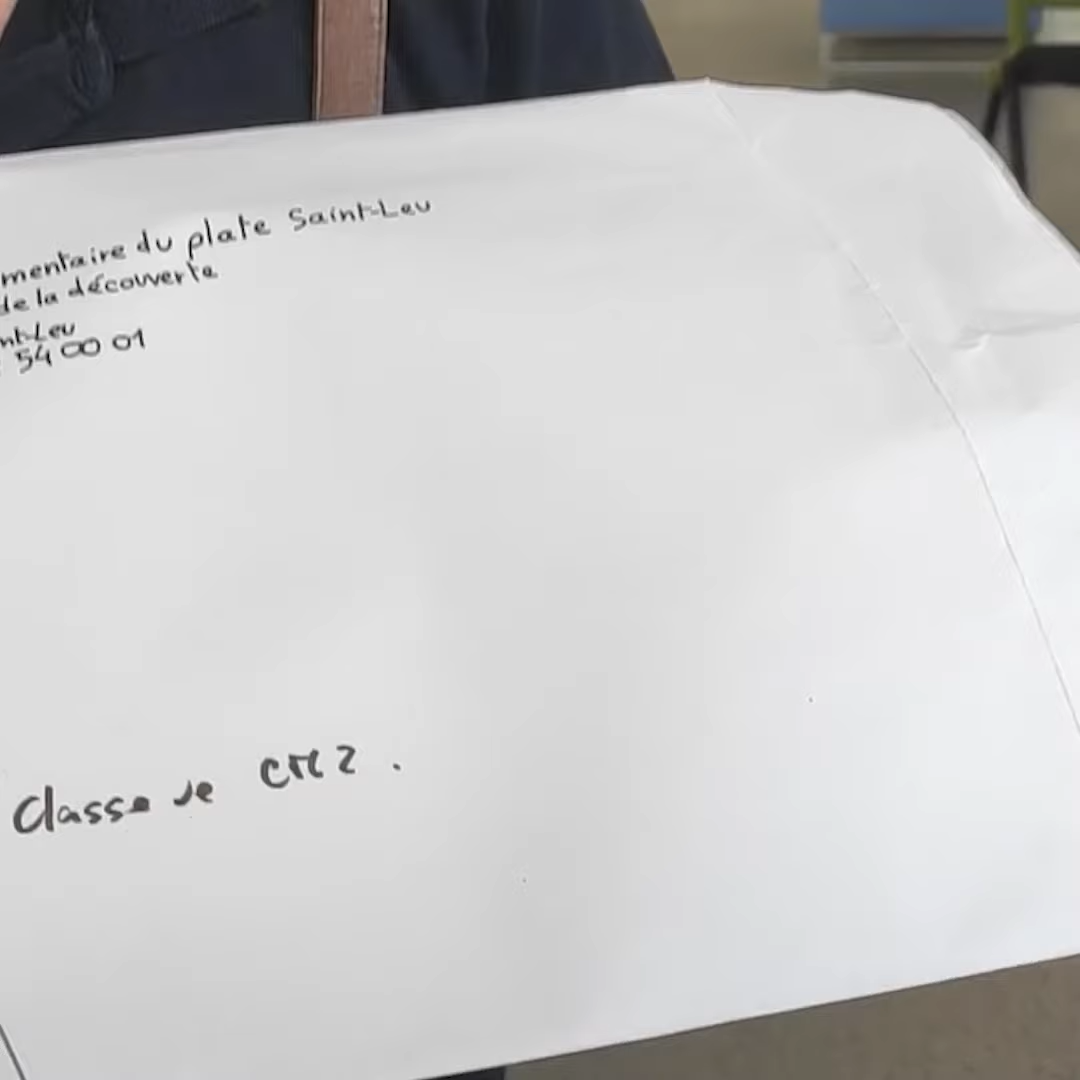 mentaire du plate Saint-Leu
de la découverte
nt-Leu
54 00 01
Classe de CM2.